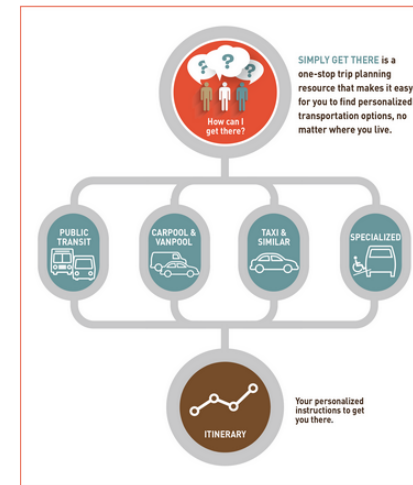 ? ? ?
How can I
get there?
SIMPLY GET THERE is a
one-stop trip planning
resource that makes it easy
for you to find personalized
transportation options, no
matter where you live.
PUBLIC
TRANSIT
CARPOOL &
VANPOOL
TAXI &
SIMILAR
SPECIALIZED
ITINERARY
Your personalized
instructions to get
you there.